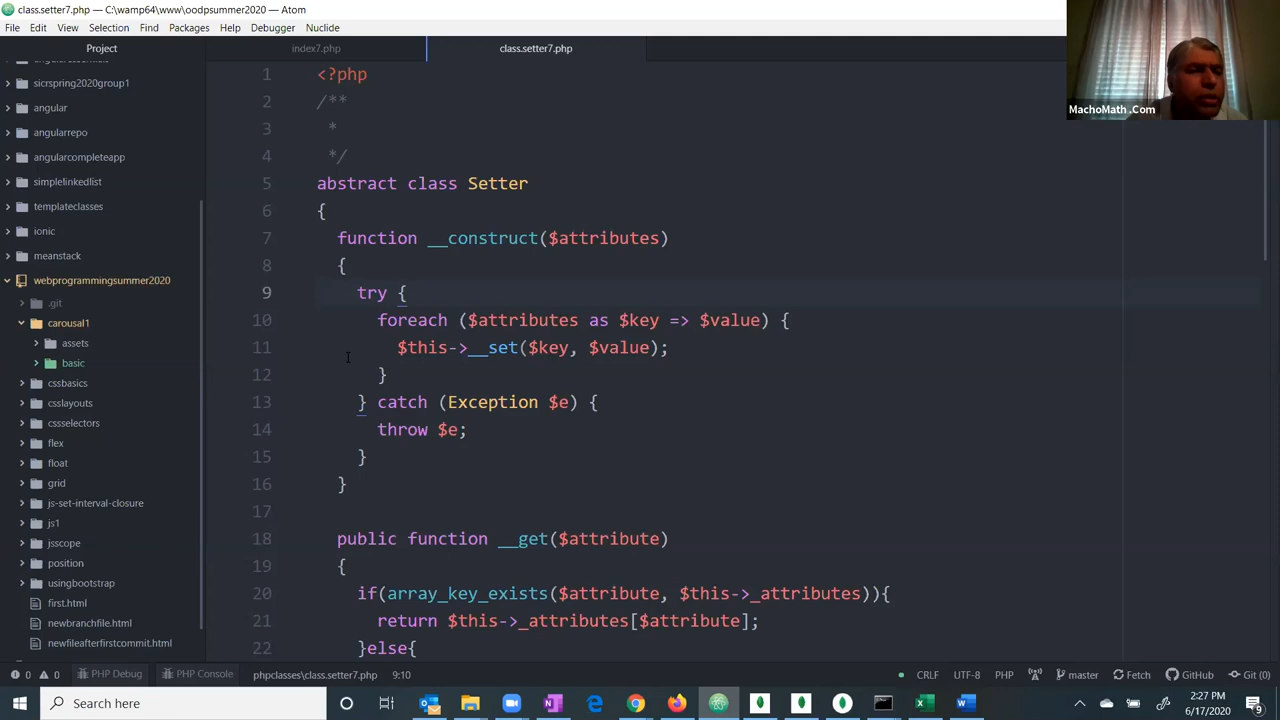 class.setter7.php — C:\wamp64\www\oodpsummer2020 — Atom
File Edit View Selection Find Packages Help Debugger Nuclide
Project
index7.php
class.setter7.php
MachoMath .Com
sicrspring2020group1
angular
angularrepo
angularcompleteapp
simplelinkedlist
templateclasses
ionic
meanstack
webprogrammingsummer2020
.git
carousal1
assets
basic
cssbasics
csslayouts
cssselectors
flex
float
grid
js-set-interval-closure
js1
jsscope
position
usingbootstrap
first.html
newbranchfile.html
newfileafterfirstcommit.html
1 <?php
2 /**
3 *
4 */
5 abstract class Setter
6 {
7 function __construct($attributes)
8 {
9 try {
10 foreach ($attributes as $key => $value) {
11 $this->__set($key, $value);
12 }
13 } catch (Exception $e) {
14 throw $e;
15 }
16 }
17
18 public function __get($attribute)
19 {
20 if(array_key_exists($attribute, $this->_attributes)){
21 return $this->_attributes[$attribute];
22 }else{
0 0 PHP Debug PHP Console phpclasses\class.setter7.php 9:10 CRLF UTF-8 PHP master Fetch GitHub Git (0)
Search here
2:27 PM
6/17/2020
9